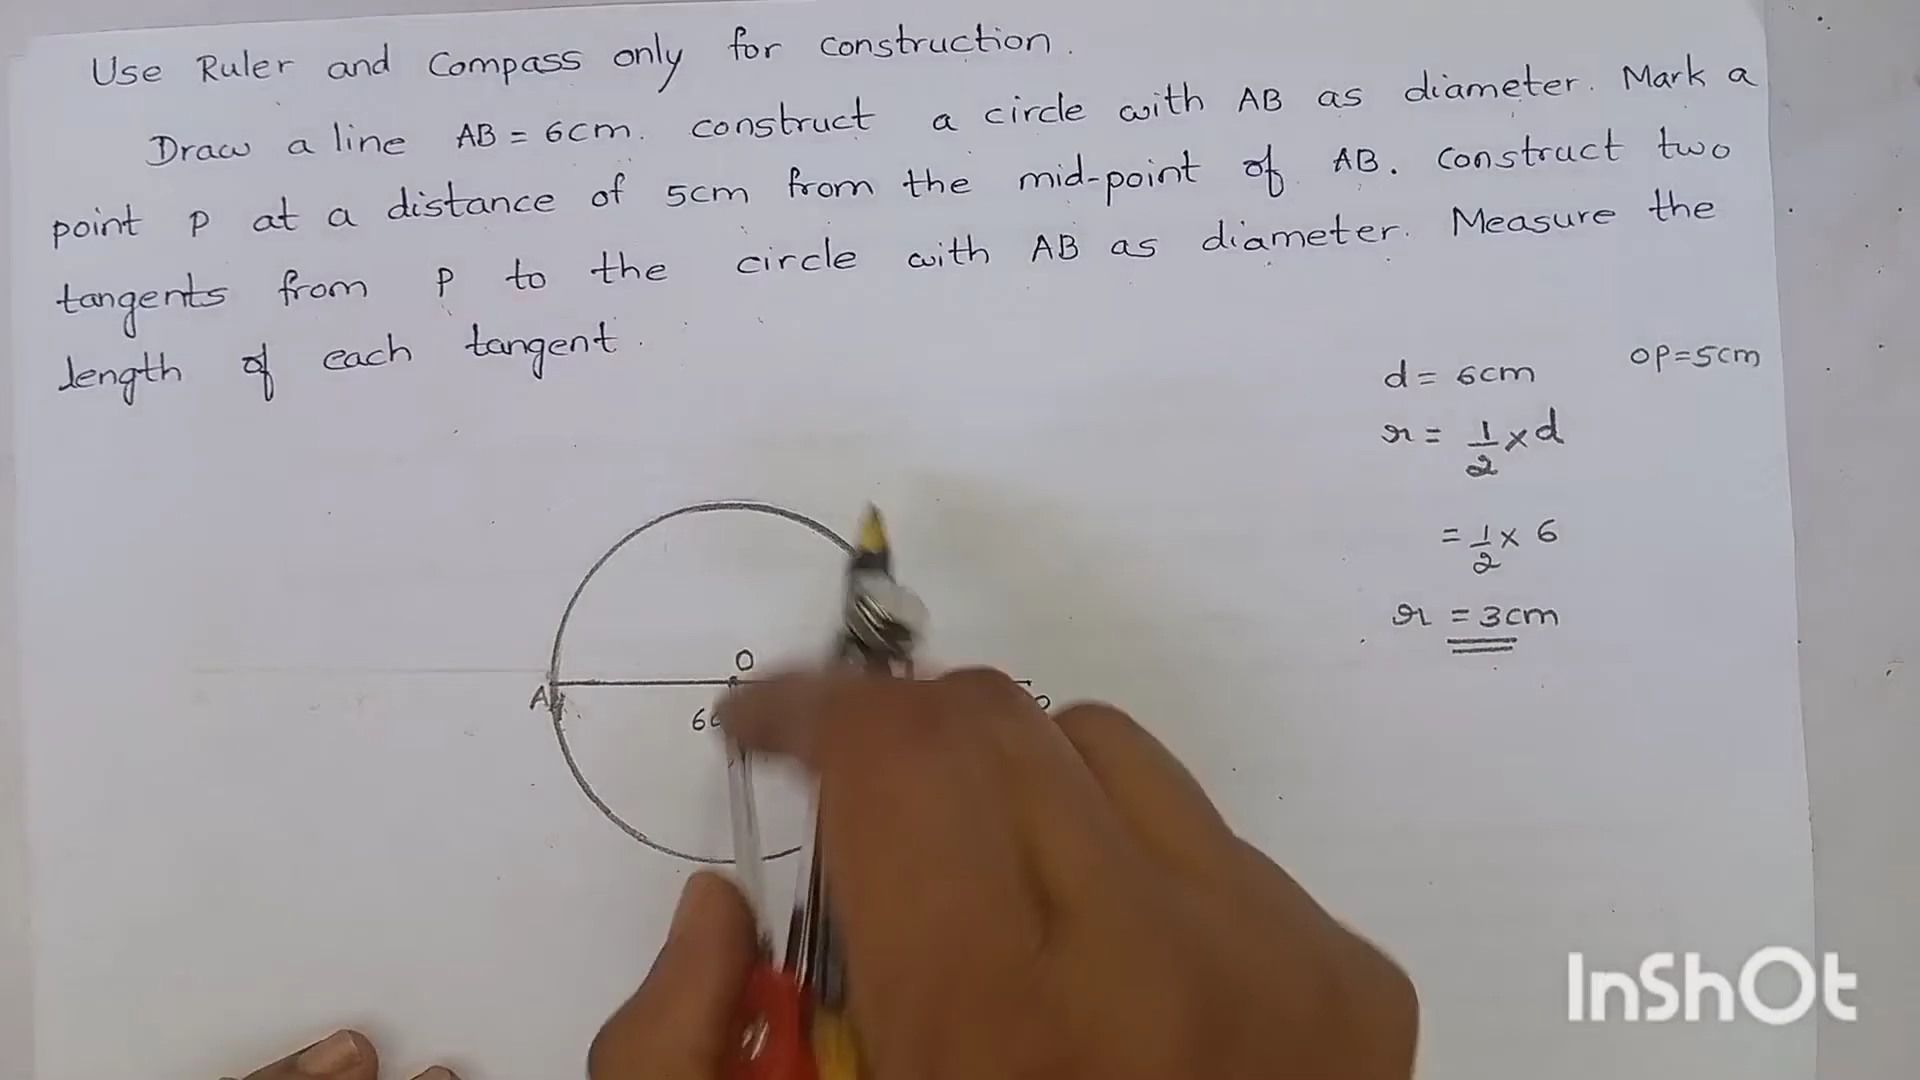 Use Ruler and Compass only for construction.
Draw a line AB = 6cm. construct a circle with AB as diameter. Mark a
point P at a distance of 5cm from the mid-point of AB. construct two
tangents from P to the circle with AB as diameter. Measure the
length of each tangent.
d = 6cm OP=5cm
r = 1/2 × d
= 1/2 × 6
r = 3cm
O
A
6
InShOt